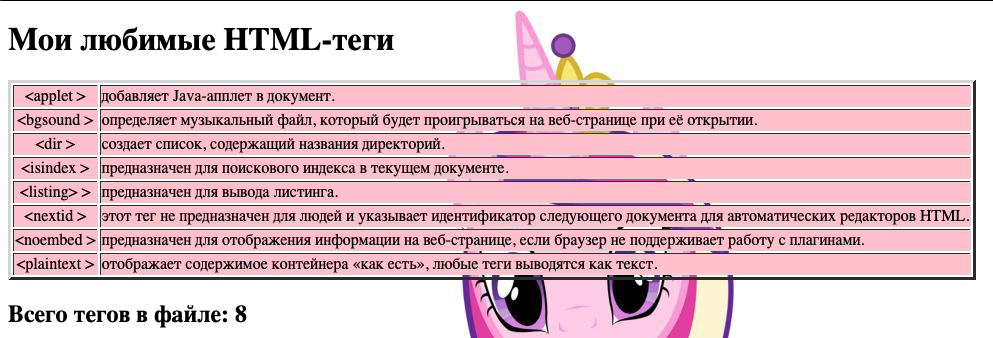 Мои любимые HTML-теги
<applet > добавляет Java-апплет в документ.
<bgsound > определяет музыкальный файл, который будет проигрываться на веб-странице при её открытии.
<dir > создает список, содержащий названия директорий.
<isindex > предназначен для поискового индекса в текущем документе.
<listing> > предназначен для вывода листинга.
<nextid > этот тег не предназначен для людей и указывает идентификатор следующего документа для автоматических редакторов HTML.
<noembed > предназначен для отображения информации на веб-странице, если браузер не поддерживает работу с плагинами.
<plaintext > отображает содержимое контейнера «как есть», любые теги выводятся как текст.
Всего тегов в файле: 8